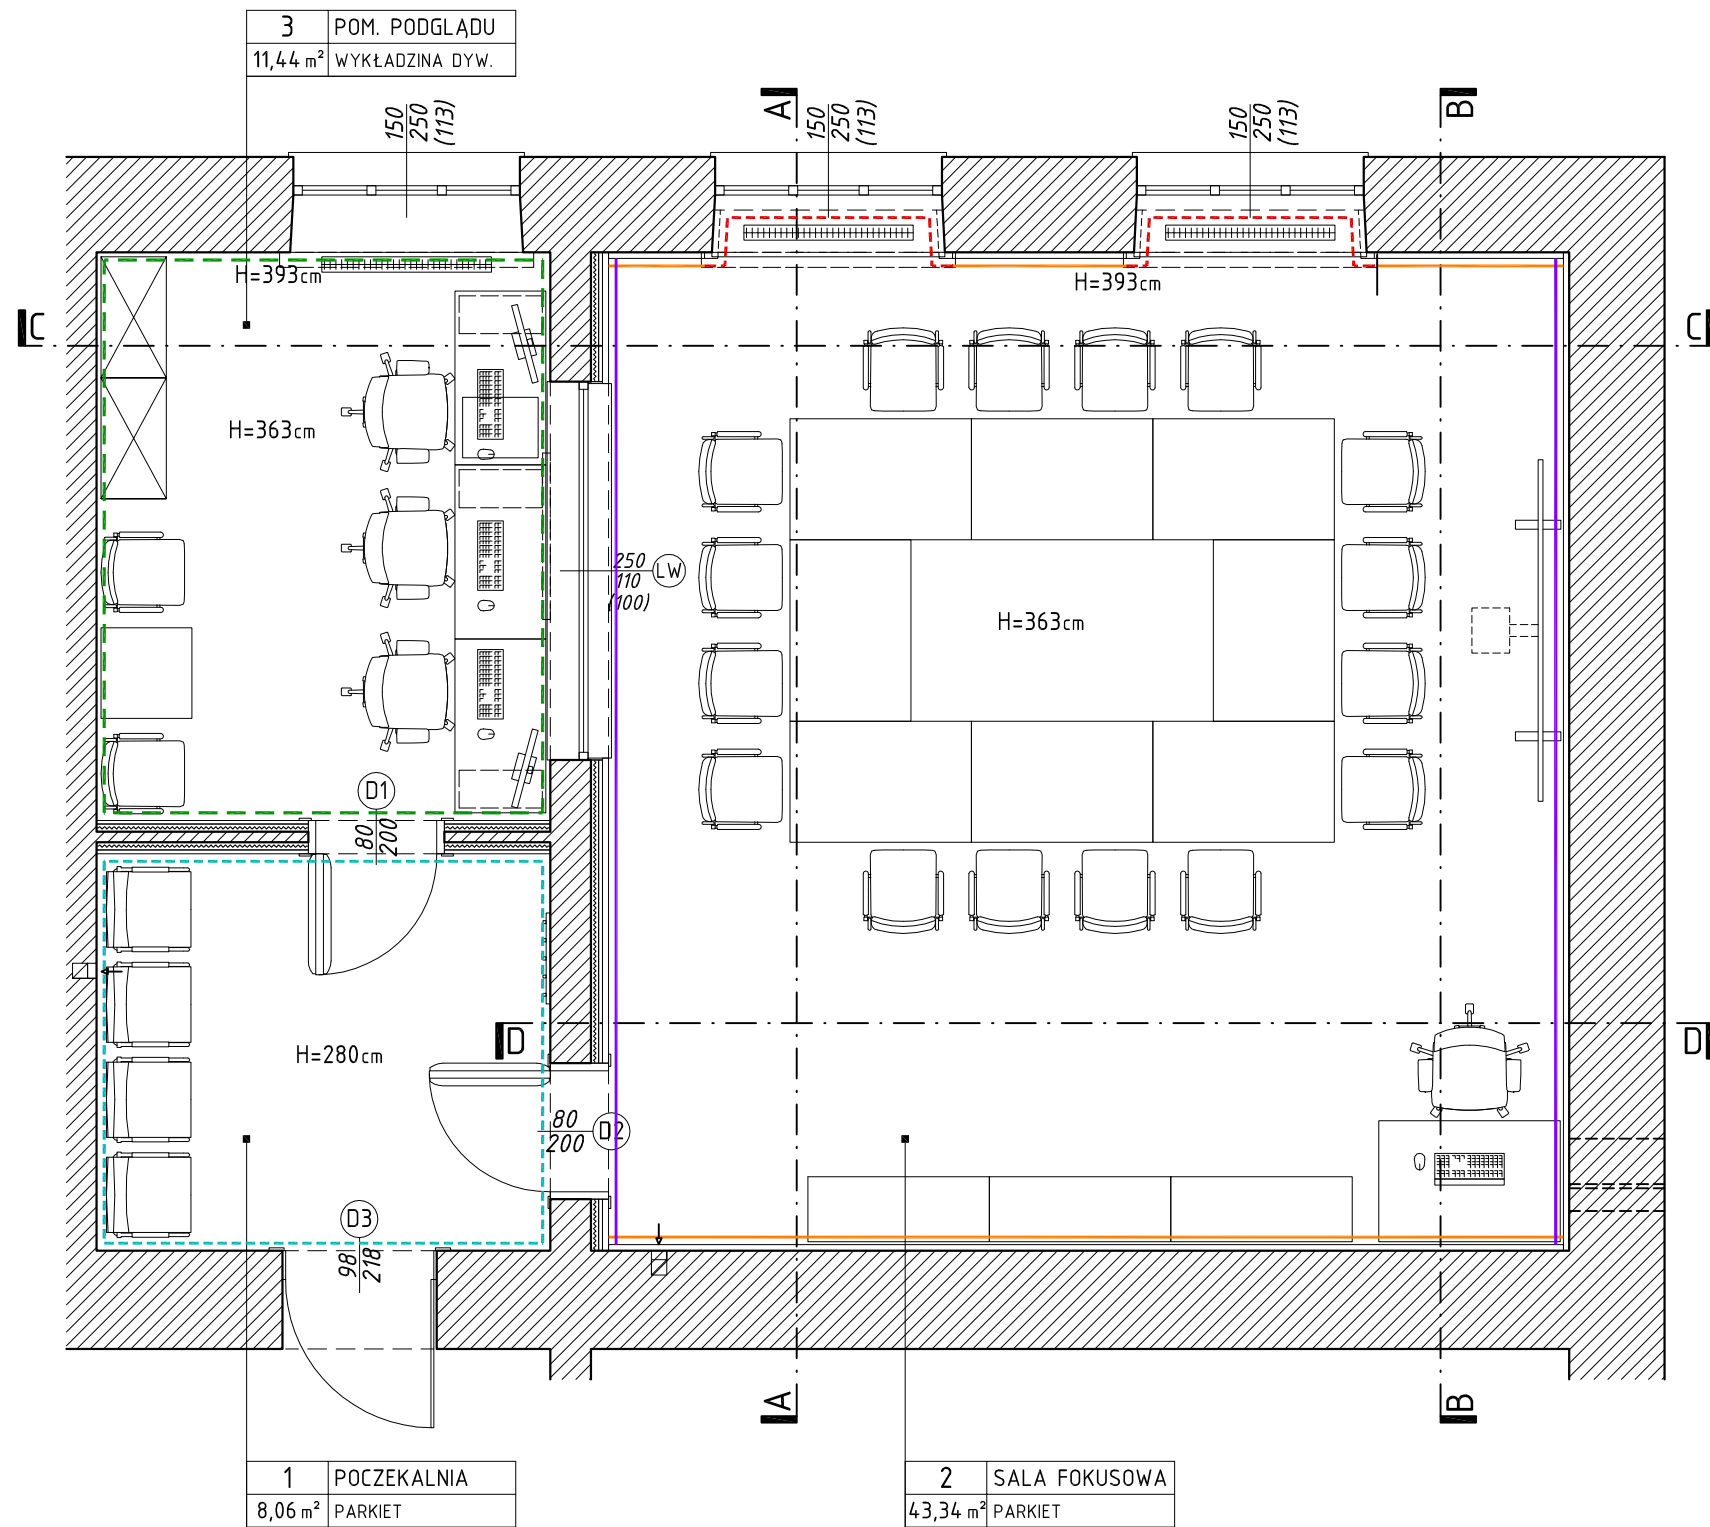 3 POM. PODGLĄDU
11,44 m² WYKŁADZINA DYW.
150
250
(113)
A
150
250
(113)
150
250
(113)
B
H=393cm
H=393cm
C
C
H=363cm
250
110
(100)
LW
H=363cm
D1
80
200
D
D
H=280cm
80
200
D2
D3
98
218
A
B
1 POCZEKALNIA
8,06 m² PARKIET
2 SALA FOKUSOWA
43,34 m² PARKIET